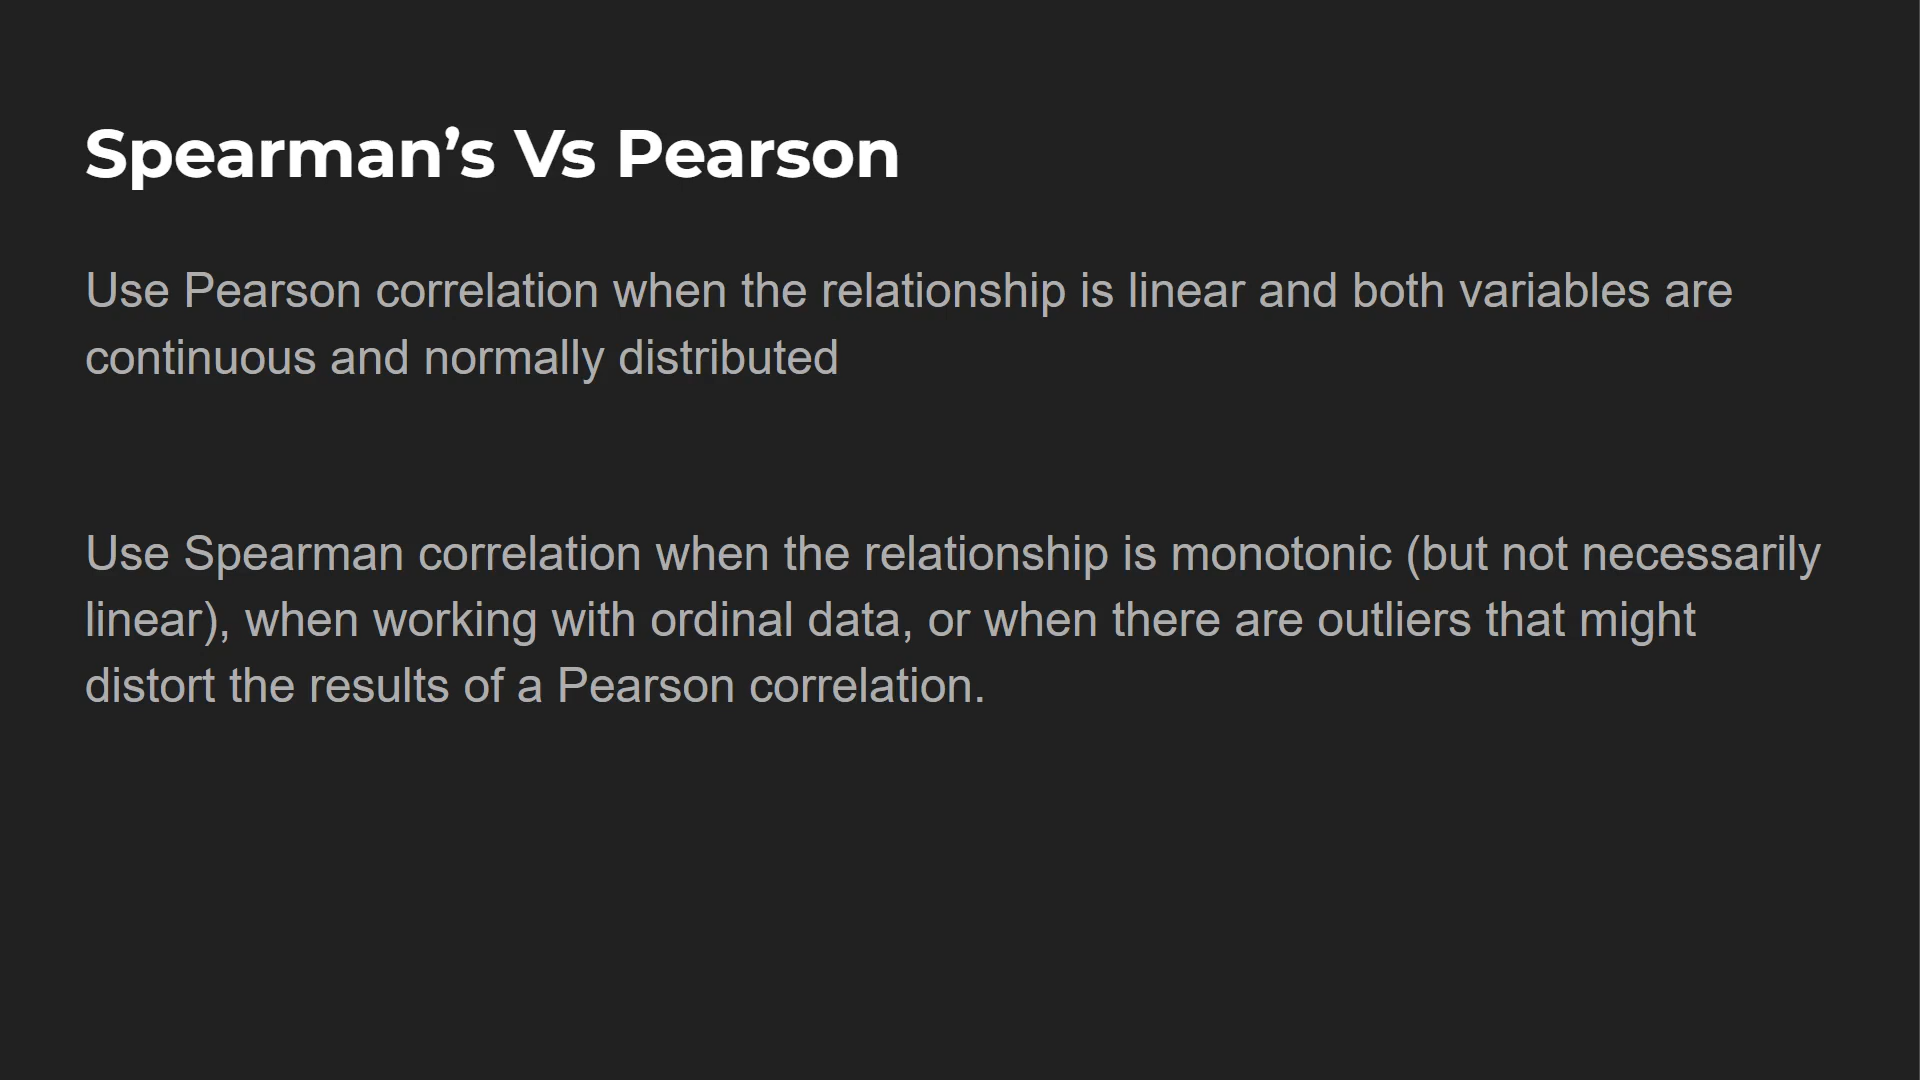 Spearman’s Vs Pearson
Use Pearson correlation when the relationship is linear and both variables are
continuous and normally distributed
Use Spearman correlation when the relationship is monotonic (but not necessarily
linear), when working with ordinal data, or when there are outliers that might
distort the results of a Pearson correlation.